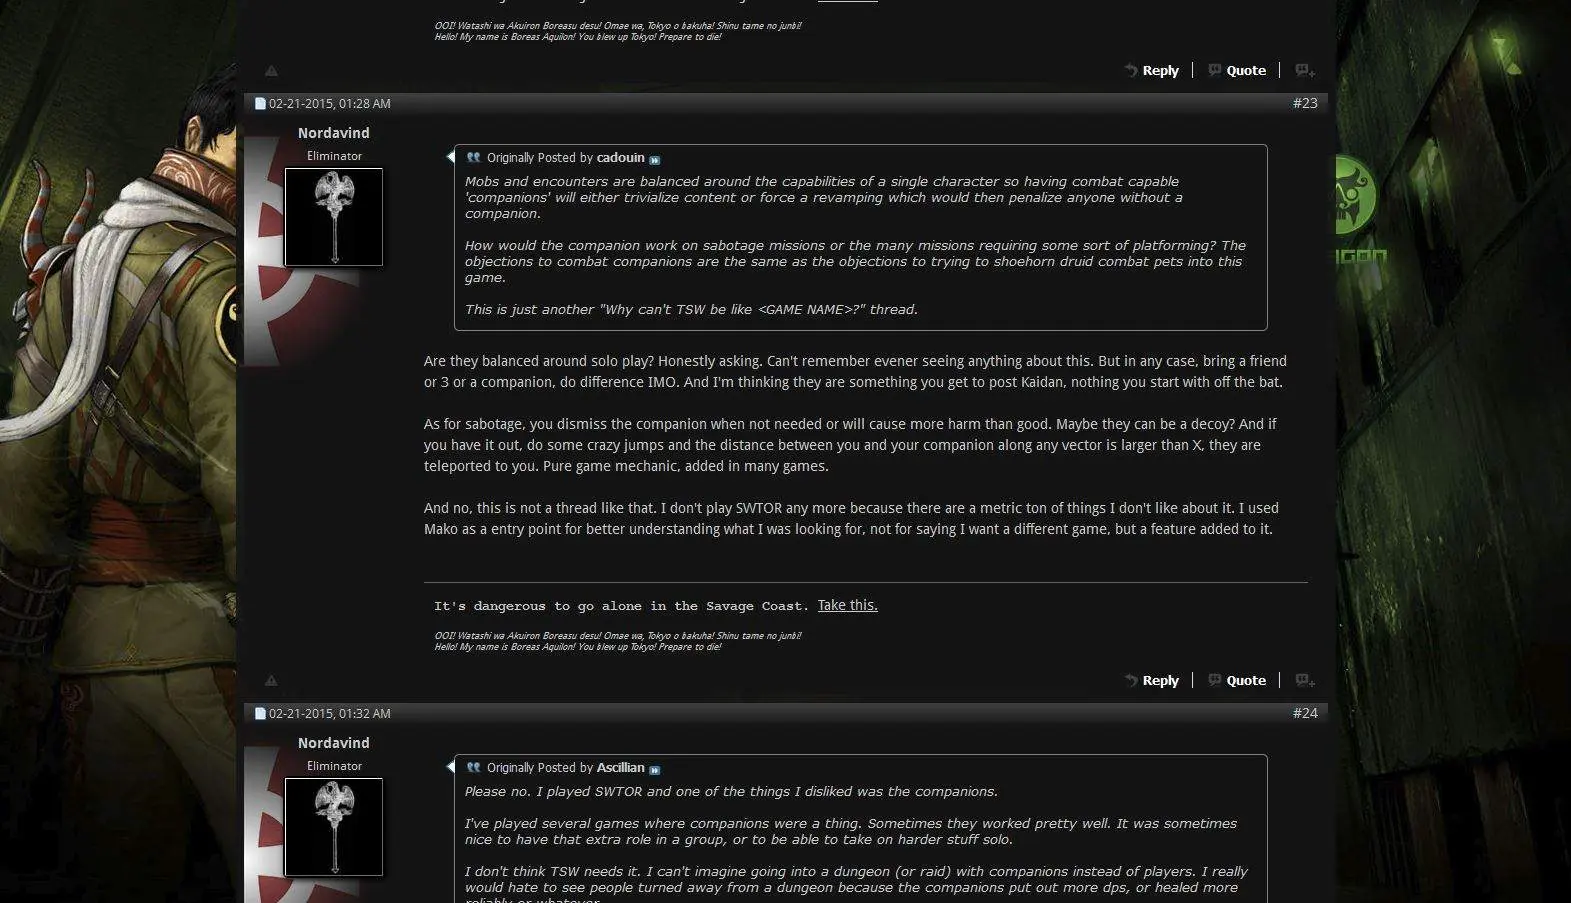 OOI! Watashi wa Akuiron Boreasu desu! Omae wa, Tokyo o bakuha! Shinu tame no junbi!
Hello! My name is Boreas Aquilon! You blew up Tokyo! Prepare to die!
Reply
Quote
02-21-2015, 01:28 AM
#23
Nordavind
Eliminator
Originally Posted by cadouin
Mobs and encounters are balanced around the capabilities of a single character so having combat capable
'companions' will either trivialize content or force a revamping which would then penalize anyone without a
companion.
How would the companion work on sabotage missions or the many missions requiring some sort of platforming? The
objections to combat companions are the same as the objections to trying to shoehorn druid combat pets into this
game.
This is just another "Why can't TSW be like <GAME NAME>?" thread.
Are they balanced around solo play? Honestly asking. Can't remember evener seeing anything about this. But in any case, bring a friend
or 3 or a companion, do difference IMO. And I'm thinking they are something you get to post Kaidan, nothing you start with off the bat.
As for sabotage, you dismiss the companion when not needed or will cause more harm than good. Maybe they can be a decoy? And if
you have it out, do some crazy jumps and the distance between you and your companion along any vector is larger than X, they are
teleported to you. Pure game mechanic, added in many games.
And no, this is not a thread like that. I don't play SWTOR any more because there are a metric ton of things I don't like about it. I used
Mako as a entry point for better understanding what I was looking for, not for saying I want a different game, but a feature added to it.
It's dangerous to go alone in the Savage Coast. Take this.
OOI! Watashi wa Akuiron Boreasu desu! Omae wa, Tokyo o bakuha! Shinu tame no junbi!
Hello! My name is Boreas Aquilon! You blew up Tokyo! Prepare to die!
Reply
Quote
02-21-2015, 01:32 AM
#24
Nordavind
Eliminator
Originally Posted by Ascillian
Please no. I played SWTOR and one of the things I disliked was the companions.
I've played several games where companions were a thing. Sometimes they worked pretty well. It was sometimes
nice to have that extra role in a group, or to be able to take on harder stuff solo.
I don't think TSW needs it. I can't imagine going into a dungeon (or raid) with companions instead of players. I really
would hate to see people turned away from a dungeon because the companions put out more dps, or healed more